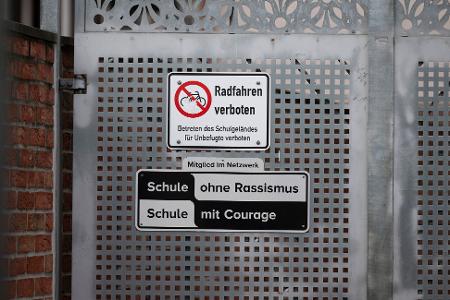 Radfahren
verboten
Betreten des Schulgeländes
für Unbefugte verboten
Mitglied im Netzwerk
Schule ohne Rassismus
Schule mit Courage